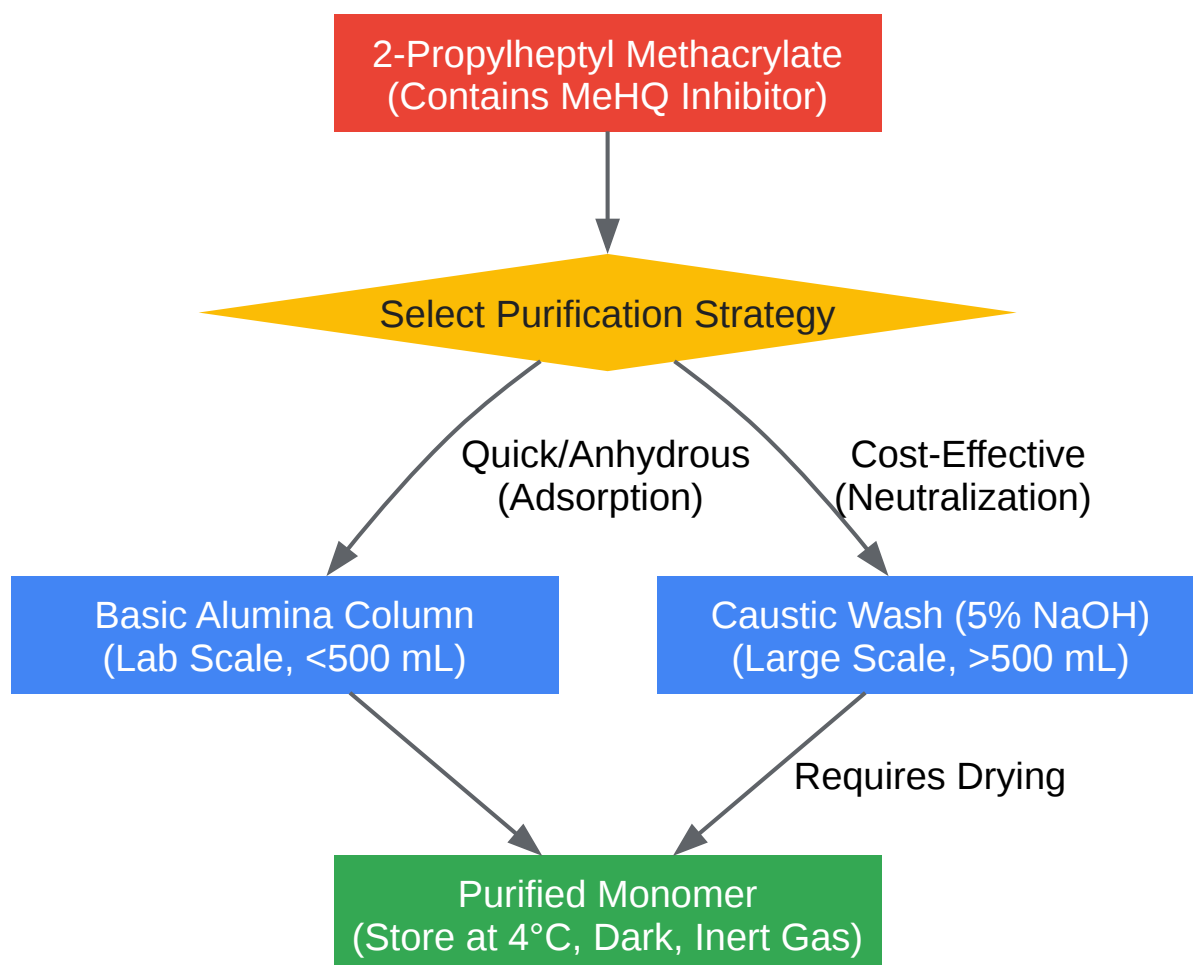 2-Propylheptyl Methacrylate
(Contains MeHQ Inhibitor)
Select Purification Strategy
Quick/Anhydrous
(Adsorption)
Cost-Effective
(Neutralization)
Basic Alumina Column
(Lab Scale, <500 mL)
Caustic Wash (5% NaOH)
(Large Scale, >500 mL)
Requires Drying
Purified Monomer
(Store at 4°C, Dark, Inert Gas)